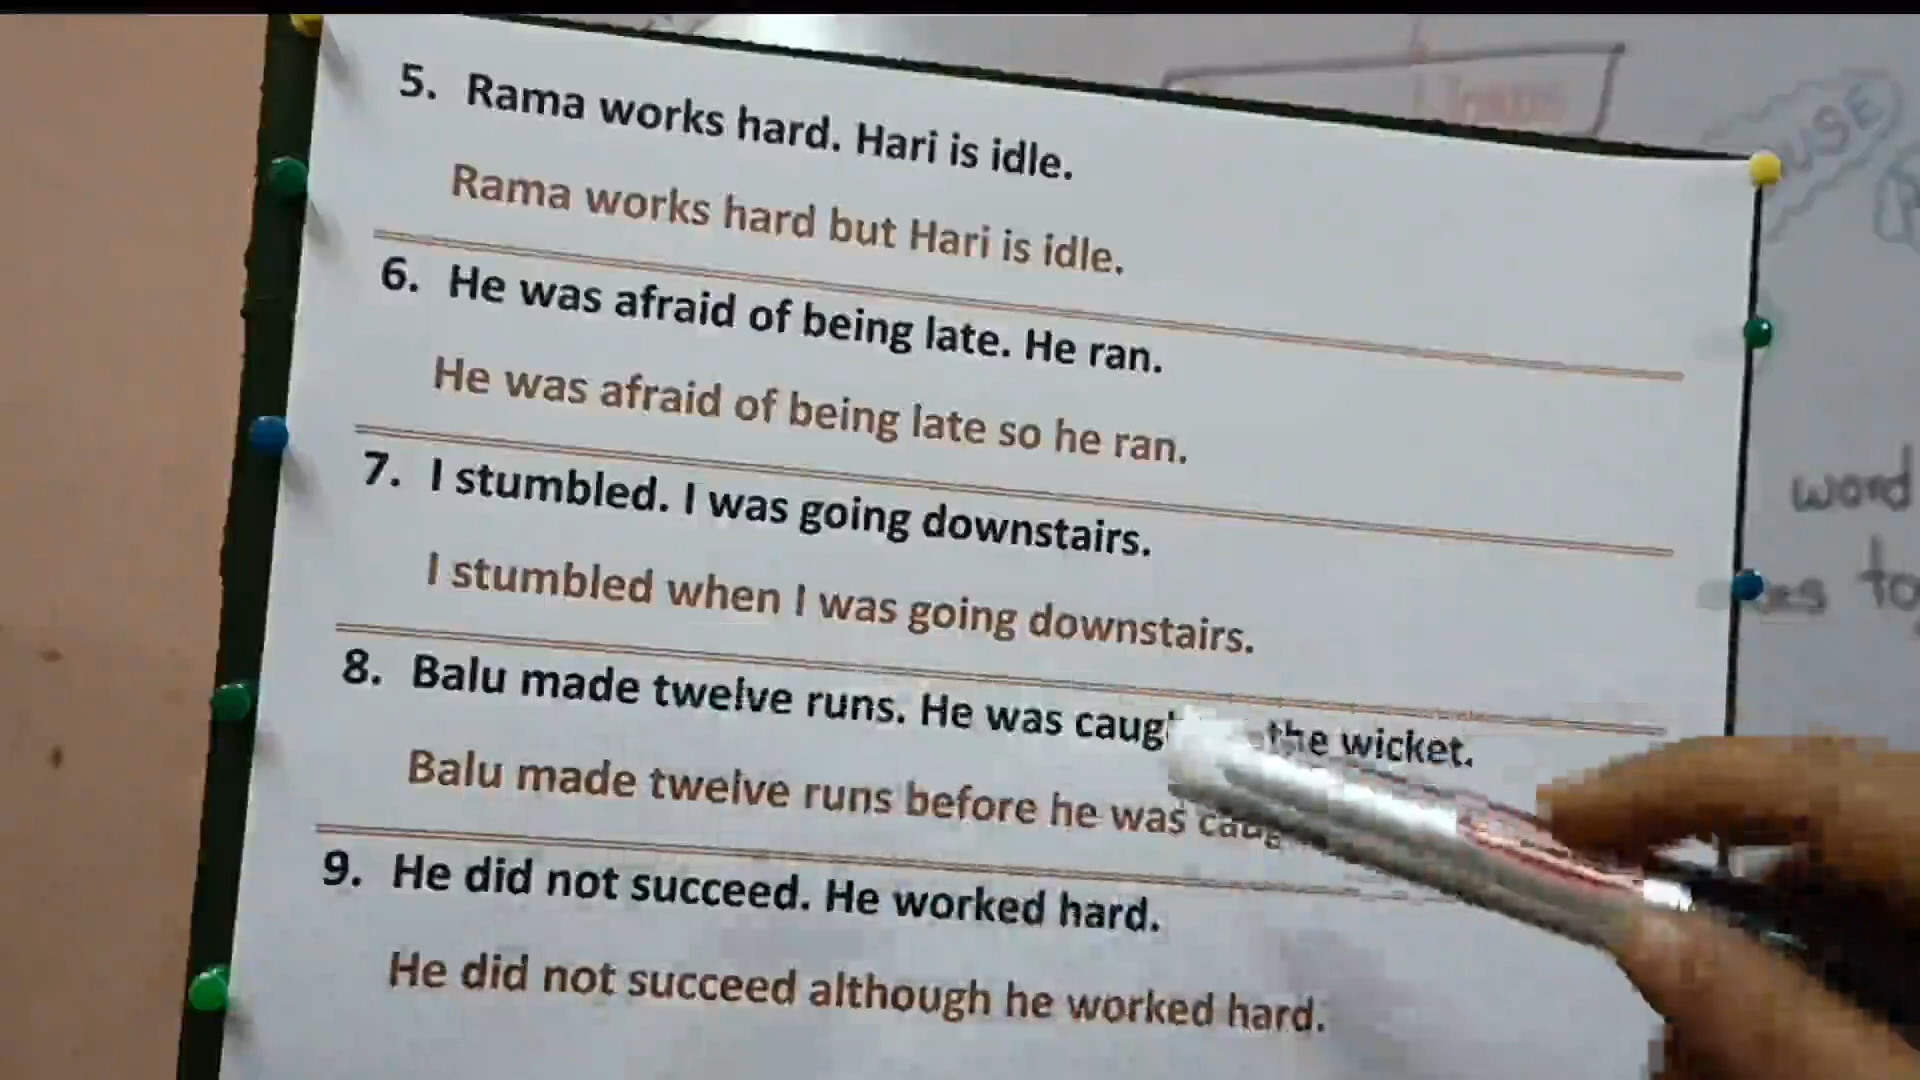 5. Rama works hard. Hari is idle.
Rama works hard but Hari is idle.
6. He was afraid of being late. He ran.
He was afraid of being late so he ran.
7. I stumbled. I was going downstairs.
I stumbled when I was going downstairs.
8. Balu made twelve runs. He was the wicket.
Balu made twelve runs before he was
9. He did not succeed. He worked hard.
He did not succeed although he worked hard.
word
to